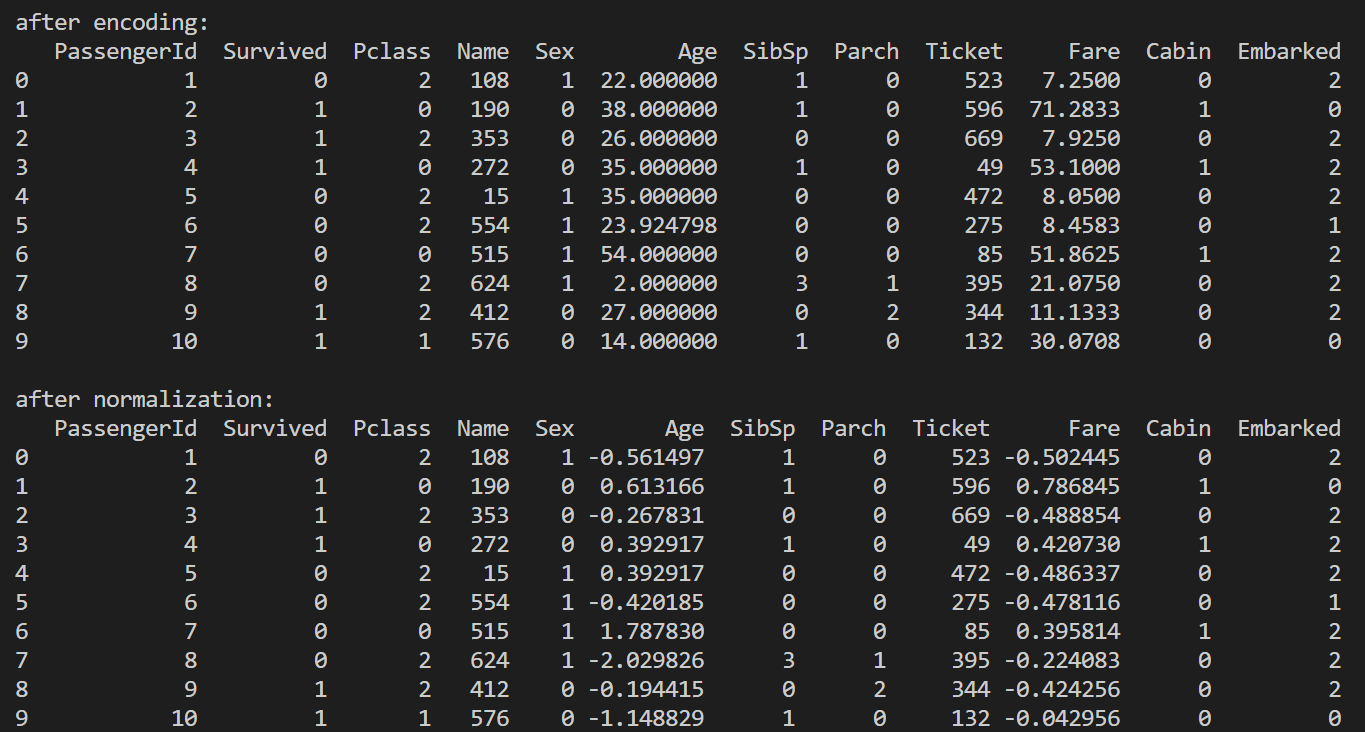 after encoding:
   PassengerId  Survived  Pclass  Name  Sex        Age  SibSp  Parch  Ticket     Fare  Cabin  Embarked
0            1         0       2   108    1  22.000000      1      0     523   7.2500      0         2
1            2         1       0   190    0  38.000000      1      0     596  71.2833      1         0
2            3         1       2   353    0  26.000000      0      0     669   7.9250      0         2
3            4         1       0   272    0  35.000000      1      0      49  53.1000      1         2
4            5         0       2    15    1  35.000000      0      0     472   8.0500      0         2
5            6         0       2   554    1  23.924798      0      0     275   8.4583      0         1
6            7         0       0   515    1  54.000000      0      0      85  51.8625      1         2
7            8         0       2   624    1   2.000000      3      1     395  21.0750      0         2
8            9         1       2   412    0  27.000000      0      2     344  11.1333      0         2
9           10         1       1   576    0  14.000000      1      0     132  30.0708      0         0

after normalization:
   PassengerId  Survived  Pclass  Name  Sex       Age  SibSp  Parch  Ticket      Fare  Cabin  Embarked
0            1         0       2   108    1 -0.561497      1      0     523 -0.502445      0         2
1            2         1       0   190    0  0.613166      1      0     596  0.786845      1         0
2            3         1       2   353    0 -0.267831      0      0     669 -0.488854      0         2
3            4         1       0   272    0  0.392917      1      0      49  0.420730      1         2
4            5         0       2    15    1  0.392917      0      0     472 -0.486337      0         2
5            6         0       2   554    1 -0.420185      0      0     275 -0.478116      0         1
6            7         0       0   515    1  1.787830      0      0      85  0.395814      1         2
7            8         0       2   624    1 -2.029826      3      1     395 -0.224083      0         2
8            9         1       2   412    0 -0.194415      0      2     344 -0.424256      0         2
9           10         1       1   576    0 -1.148829      1      0     132 -0.042956      0         0